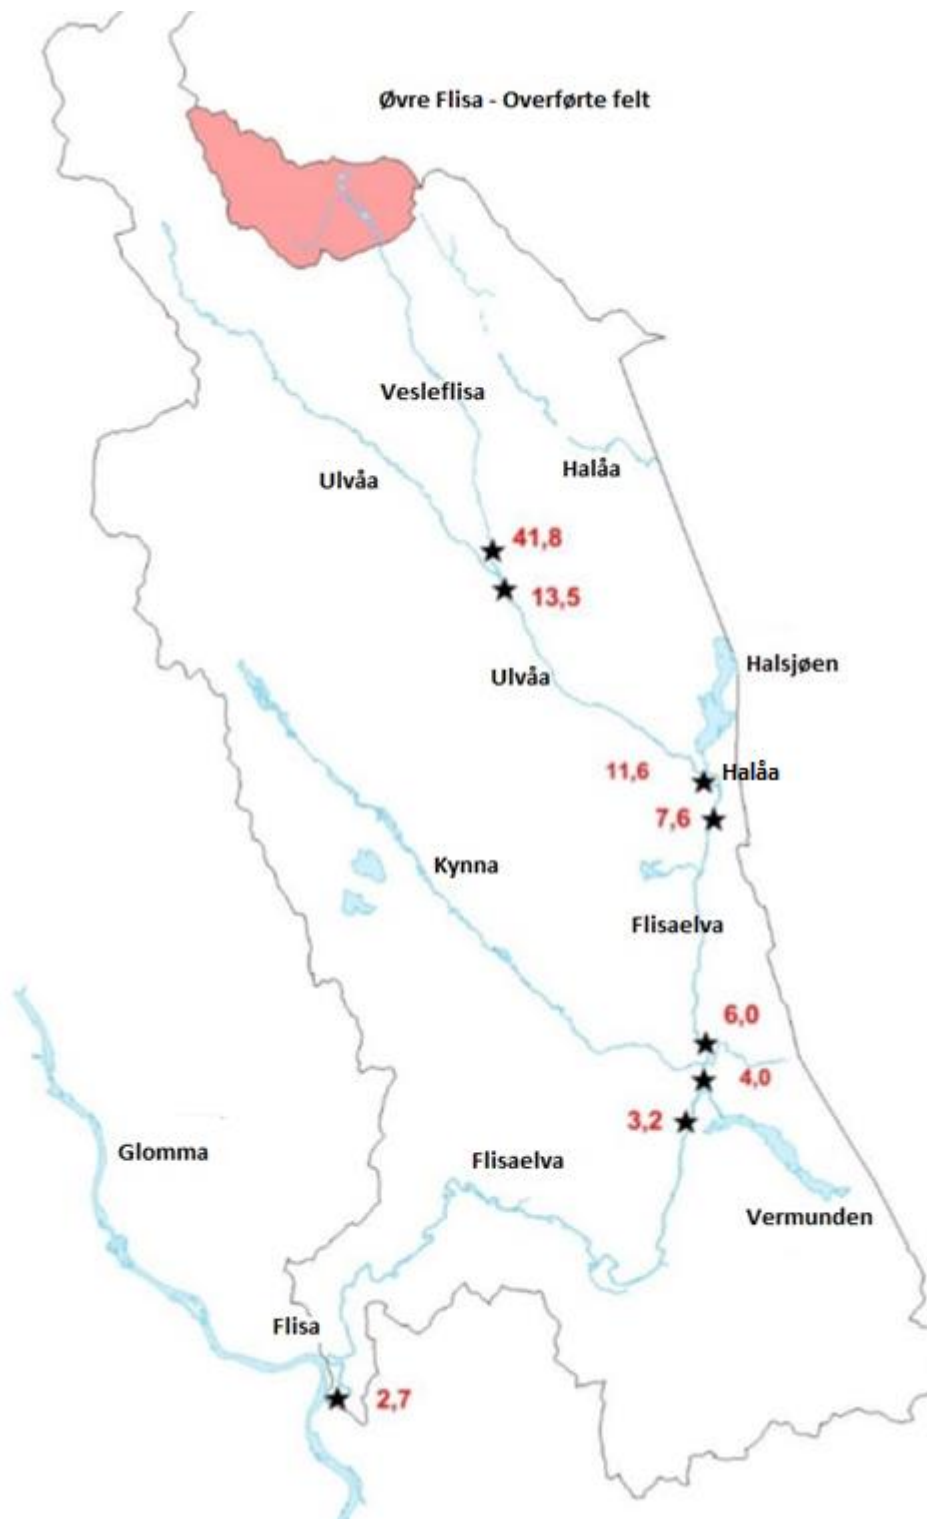 Øvre Flisa - Overførte felt
Vesleflisa
Ulvåa
Halåa
41,8
13,5
Halsjøen
Ulvåa
11,6
Halåa
7,6
Kynna
Flisaelva
6,0
4,0
3,2
Glomma
Flisaelva
Vermunden
Flisa
2,7